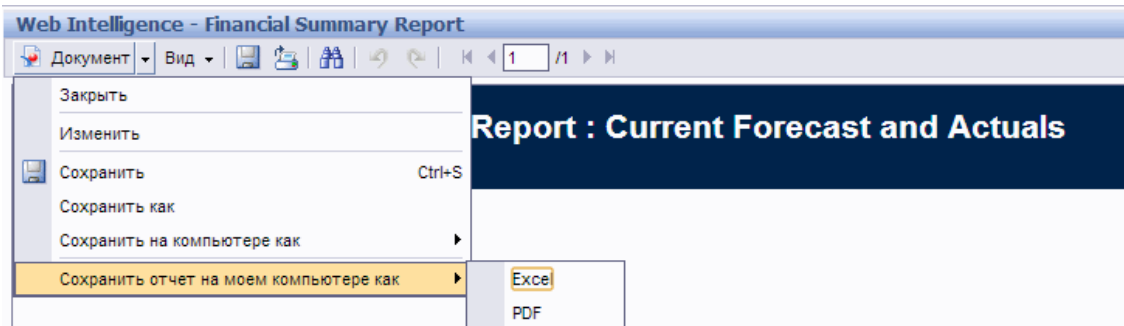 Web Intelligence - Financial Summary Report
Документ Вид 1 /1
Закрыть
Report : Current Forecast and Actuals
Изменить
Сохранить Ctrl+S
Сохранить как
Сохранить на компьютере как
Сохранить отчет на моем компьютере как Excel
PDF